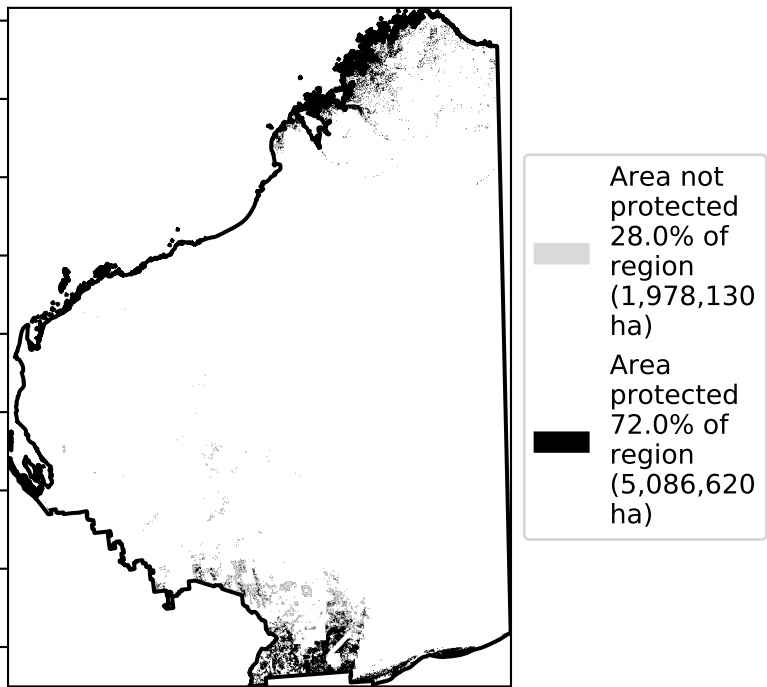 Area not
protected
28.0% of
region
(1,978,130
ha)
Area
protected
72.0% of
region
(5,086,620
ha)